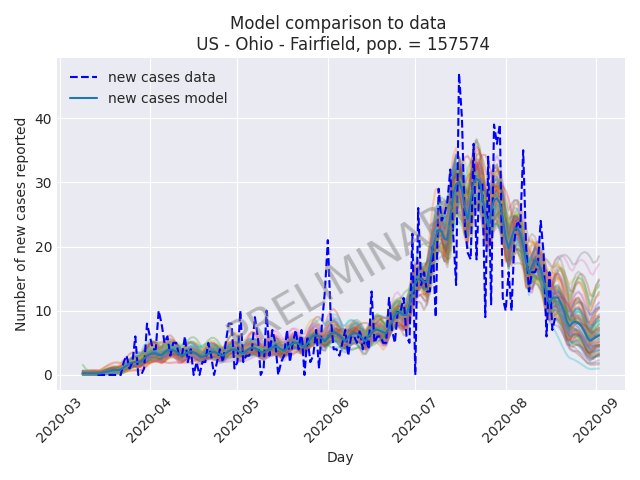 Model comparison to data
US - Ohio - Fairfield, pop. = 157574
new cases data
new cases model
Number of new cases reported
40
30
20
10
0
PRELIMINARY
2020-03
2020-04
2020-05
2020-06
2020-07
2020-08
2020-09
Day